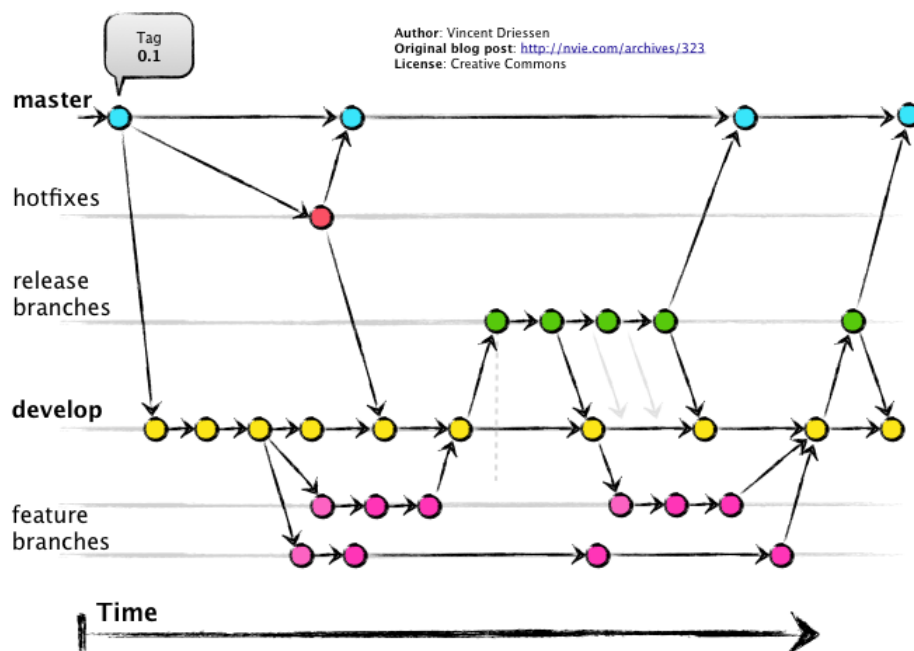 Tag
0.1
Author: Vincent Driessen
Original blog post: http://nvie.com/archives/323
License: Creative Commons
master
hotfixes
release
branches
develop
feature
branches
Time